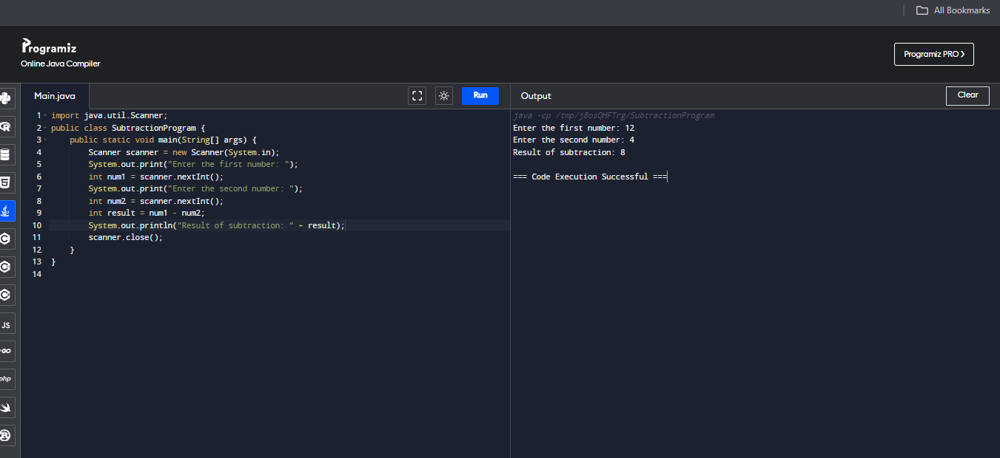 All Bookmarks
Programiz
Online Java Compiler
Programiz PRO
Main.java
Run
Output
Clear
1 import java.util.Scanner;
2 public class SubtractionProgram {
3 public static void main(String[] args) {
4 Scanner scanner = new Scanner(System.in);
5 System.out.print("Enter the first number: ");
6 int num1 = scanner.nextInt();
7 System.out.print("Enter the second number: ");
8 int num2 = scanner.nextInt();
9 int result = num1 - num2;
10 System.out.println("Result of subtraction: " + result);
11 scanner.close();
12 }
13 }
14
java -cp /tmp/j8osQHFTrg/SubtractionProgram
Enter the first number: 12
Enter the second number: 4
Result of subtraction: 8
=== Code Execution Successful ===
R
5
C
C
C
JS
GO
php
R